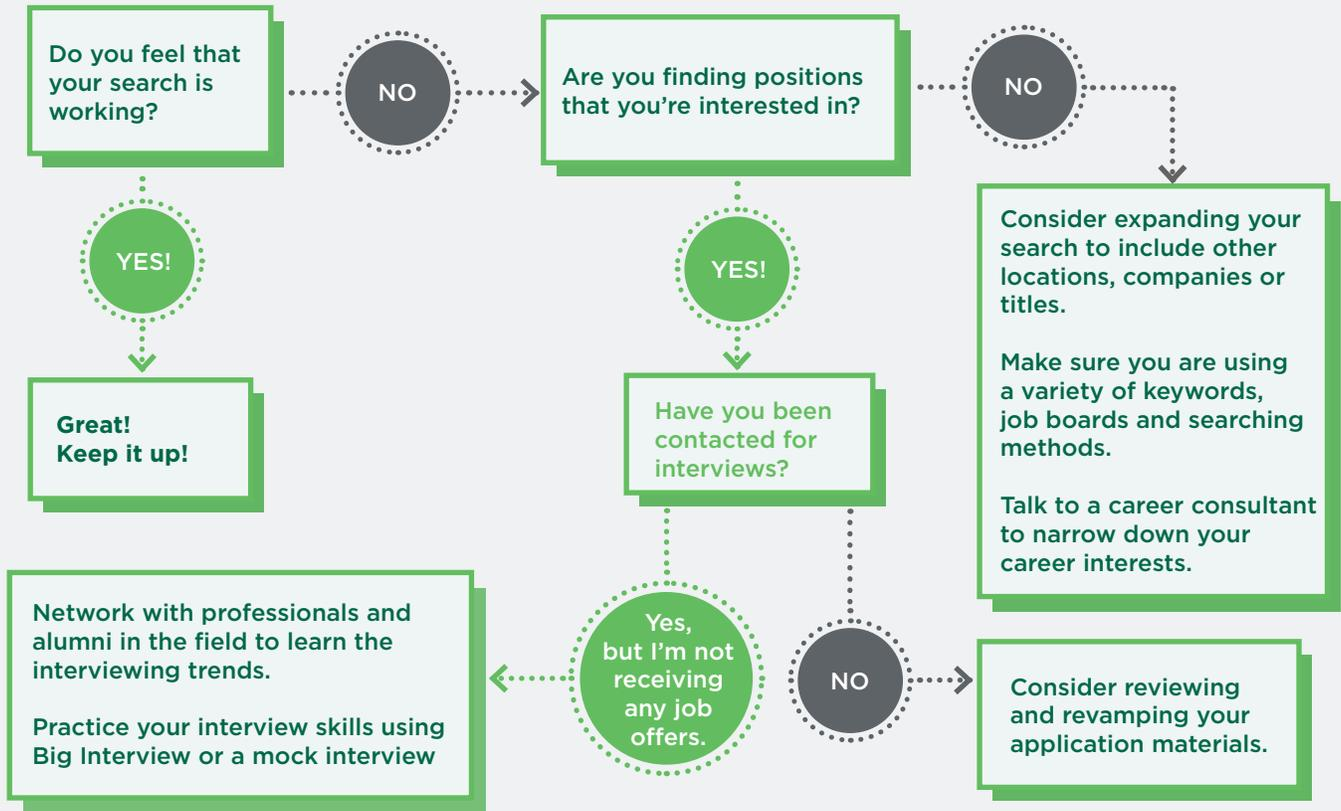 Do you feel that
your search is
working?
NO
Are you finding positions
that you're interested in?
NO
YES!
YES!
Consider expanding your
search to include other
locations, companies or
titles.
Make sure you are using
a variety of keywords,
job boards and searching
methods.
Talk to a career consultant
to narrow down your
career interests.
Great!
Keep it up!
Have you been
contacted for
interviews?
Yes,
but I'm not
receiving
any job
offers.
NO
Network with professionals and
alumni in the field to learn the
interviewing trends.
Practice your interview skills using
Big Interview or a mock interview
Consider reviewing
and revamping your
application materials.